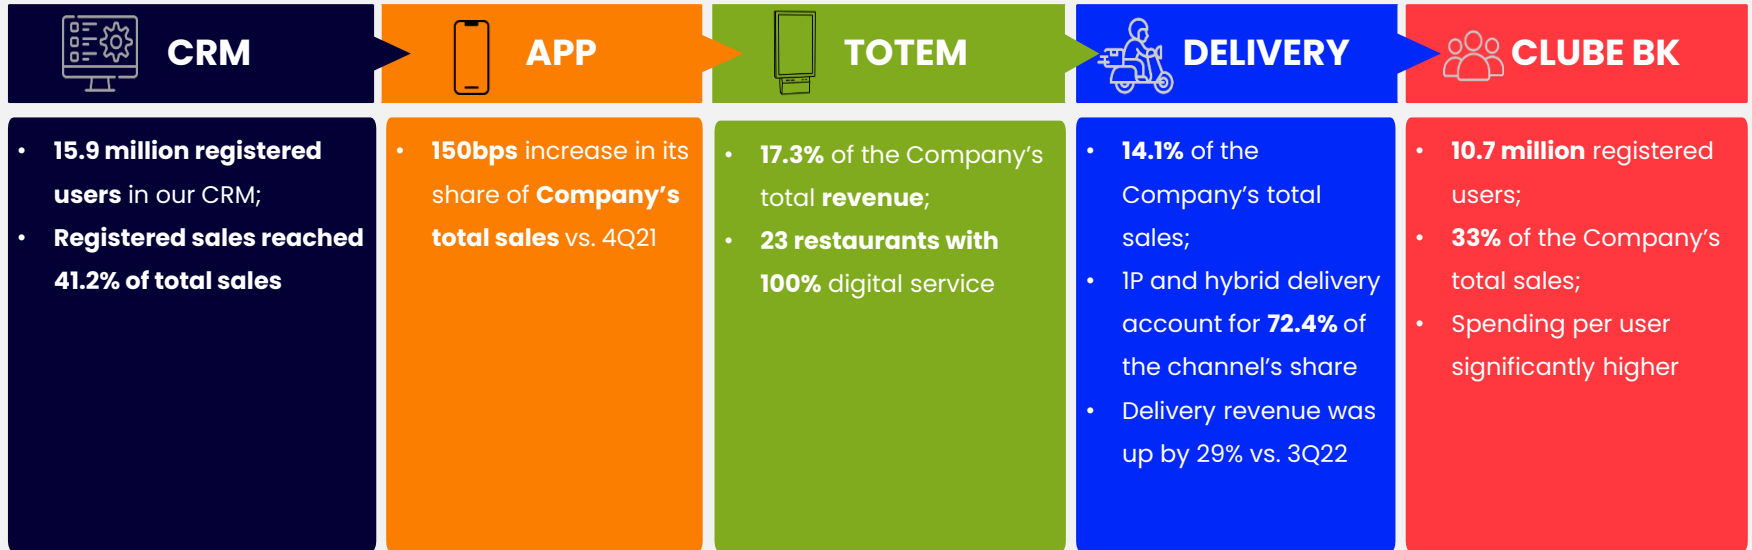 CRM
APP
TOTEM
DELIVERY
CLUBE BK
• 15.9 million registered
users in our CRM;
• Registered sales reached
41.2% of total sales
• 150bps increase in its
share of Company’s
total sales vs. 4Q21
• 17.3% of the Company’s
total revenue;
• 23 restaurants with
100% digital service
• 14.1% of the
Company’s total
sales;
• 1P and hybrid delivery
account for 72.4% of
the channel’s share
• Delivery revenue was
up by 29% vs. 3Q22
• 10.7 million registered
users;
• 33% of the Company’s
total sales;
• Spending per user
significantly higher